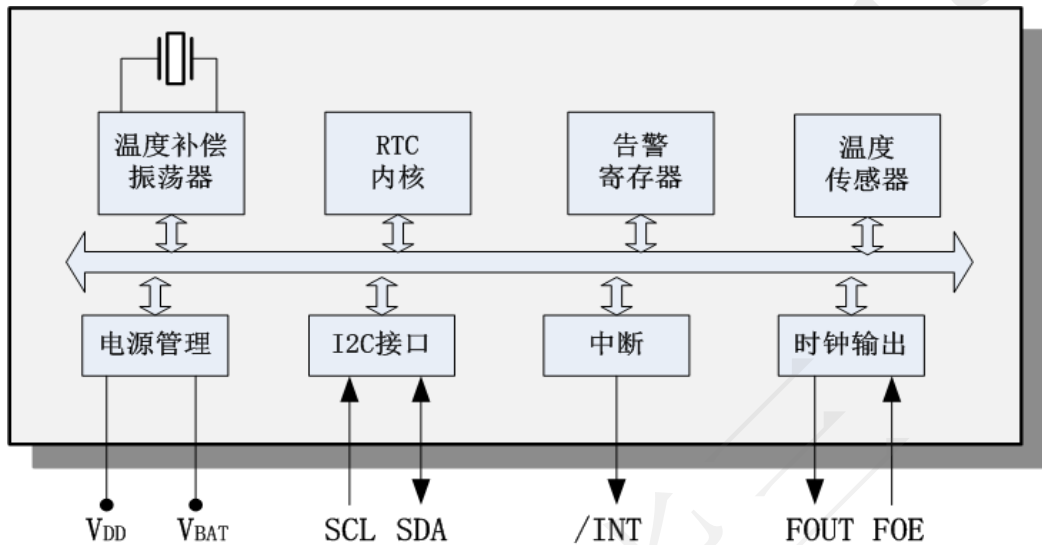 温度补偿
振荡器
RTC
内核
告警
寄存器
温度
传感器
电源管理
I2C接口
中断
时钟输出
VDD
VBAT
SCL
SDA
/INT
FOUT
FOE